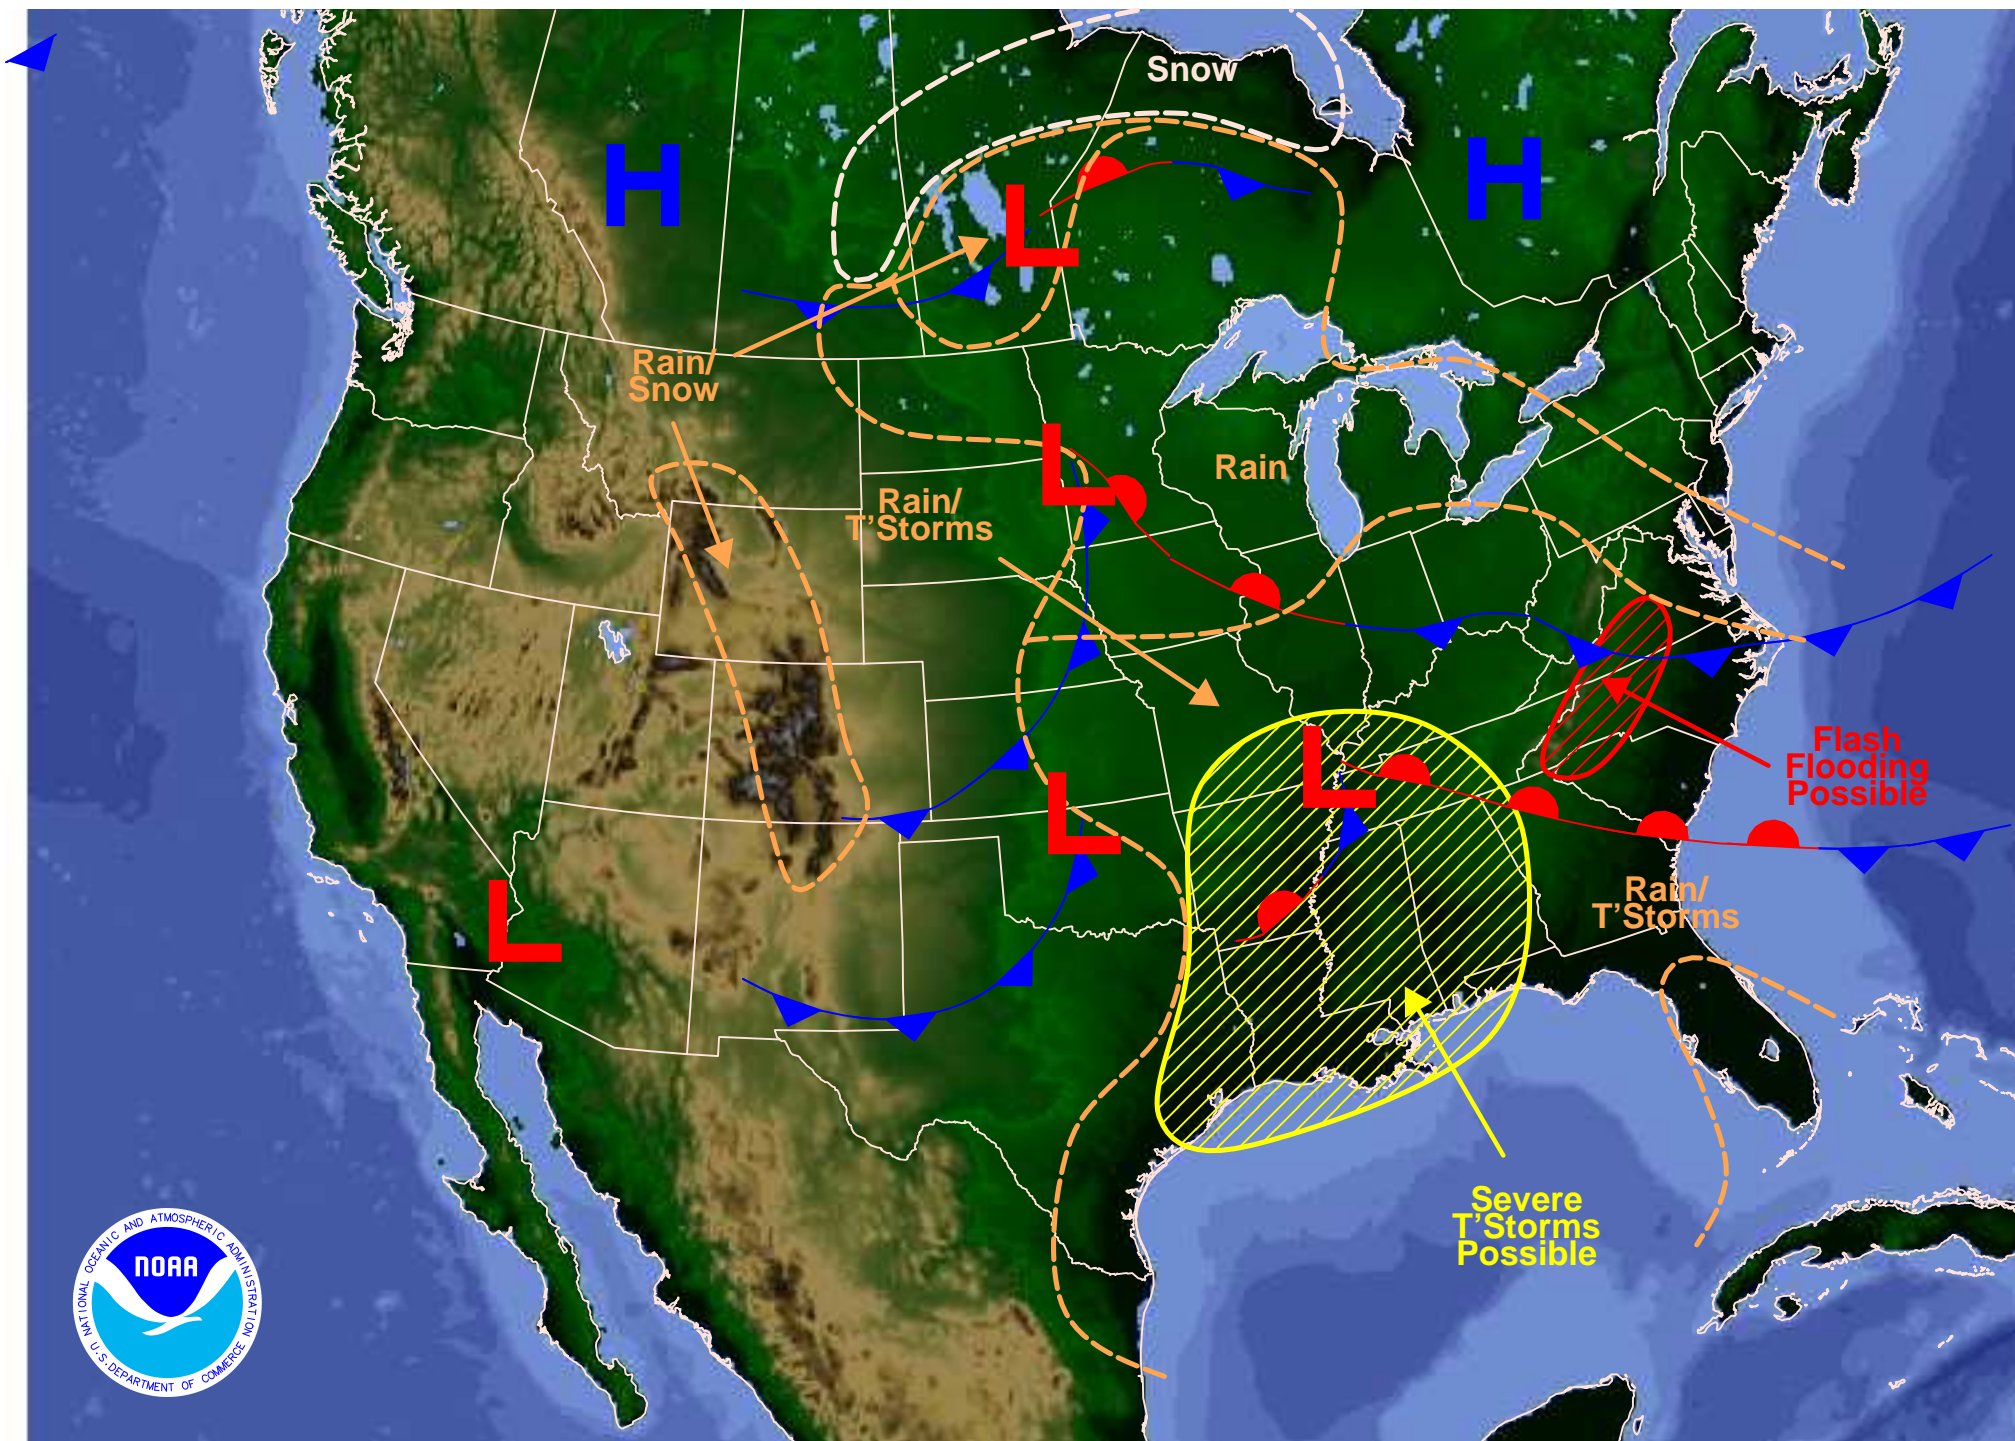 Snow
H
H
L
Rain/
Snow
L
Rain
Rain/
T'Storms
L
Flash
Flooding
Possible
L
L
Rain/
T'Storms
Severe
T'Storms
Possible
NATIONAL OCEANIC AND ATMOSPHERIC ADMINISTRATION
NOAA
U.S. DEPARTMENT OF COMMERCE